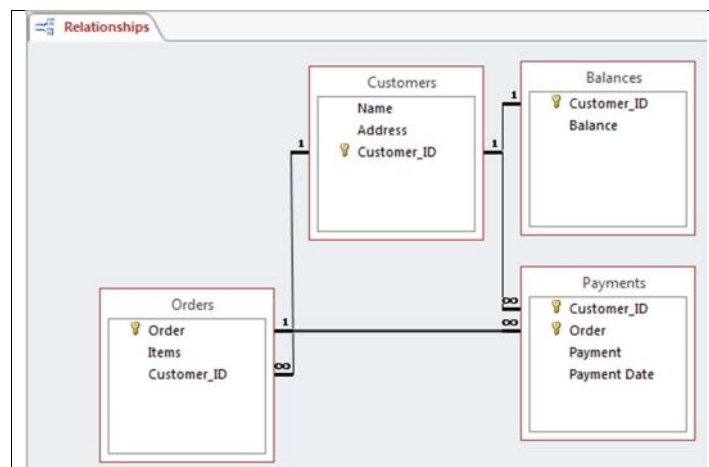 Relationships
Customers
Name
Address
Customer_ID
Balances
Customer_ID
Balance
1
1
1
Orders
Order
Items
Customer_ID
1
∞
Payments
Customer_ID
Order
Payment
Payment Date
∞
∞